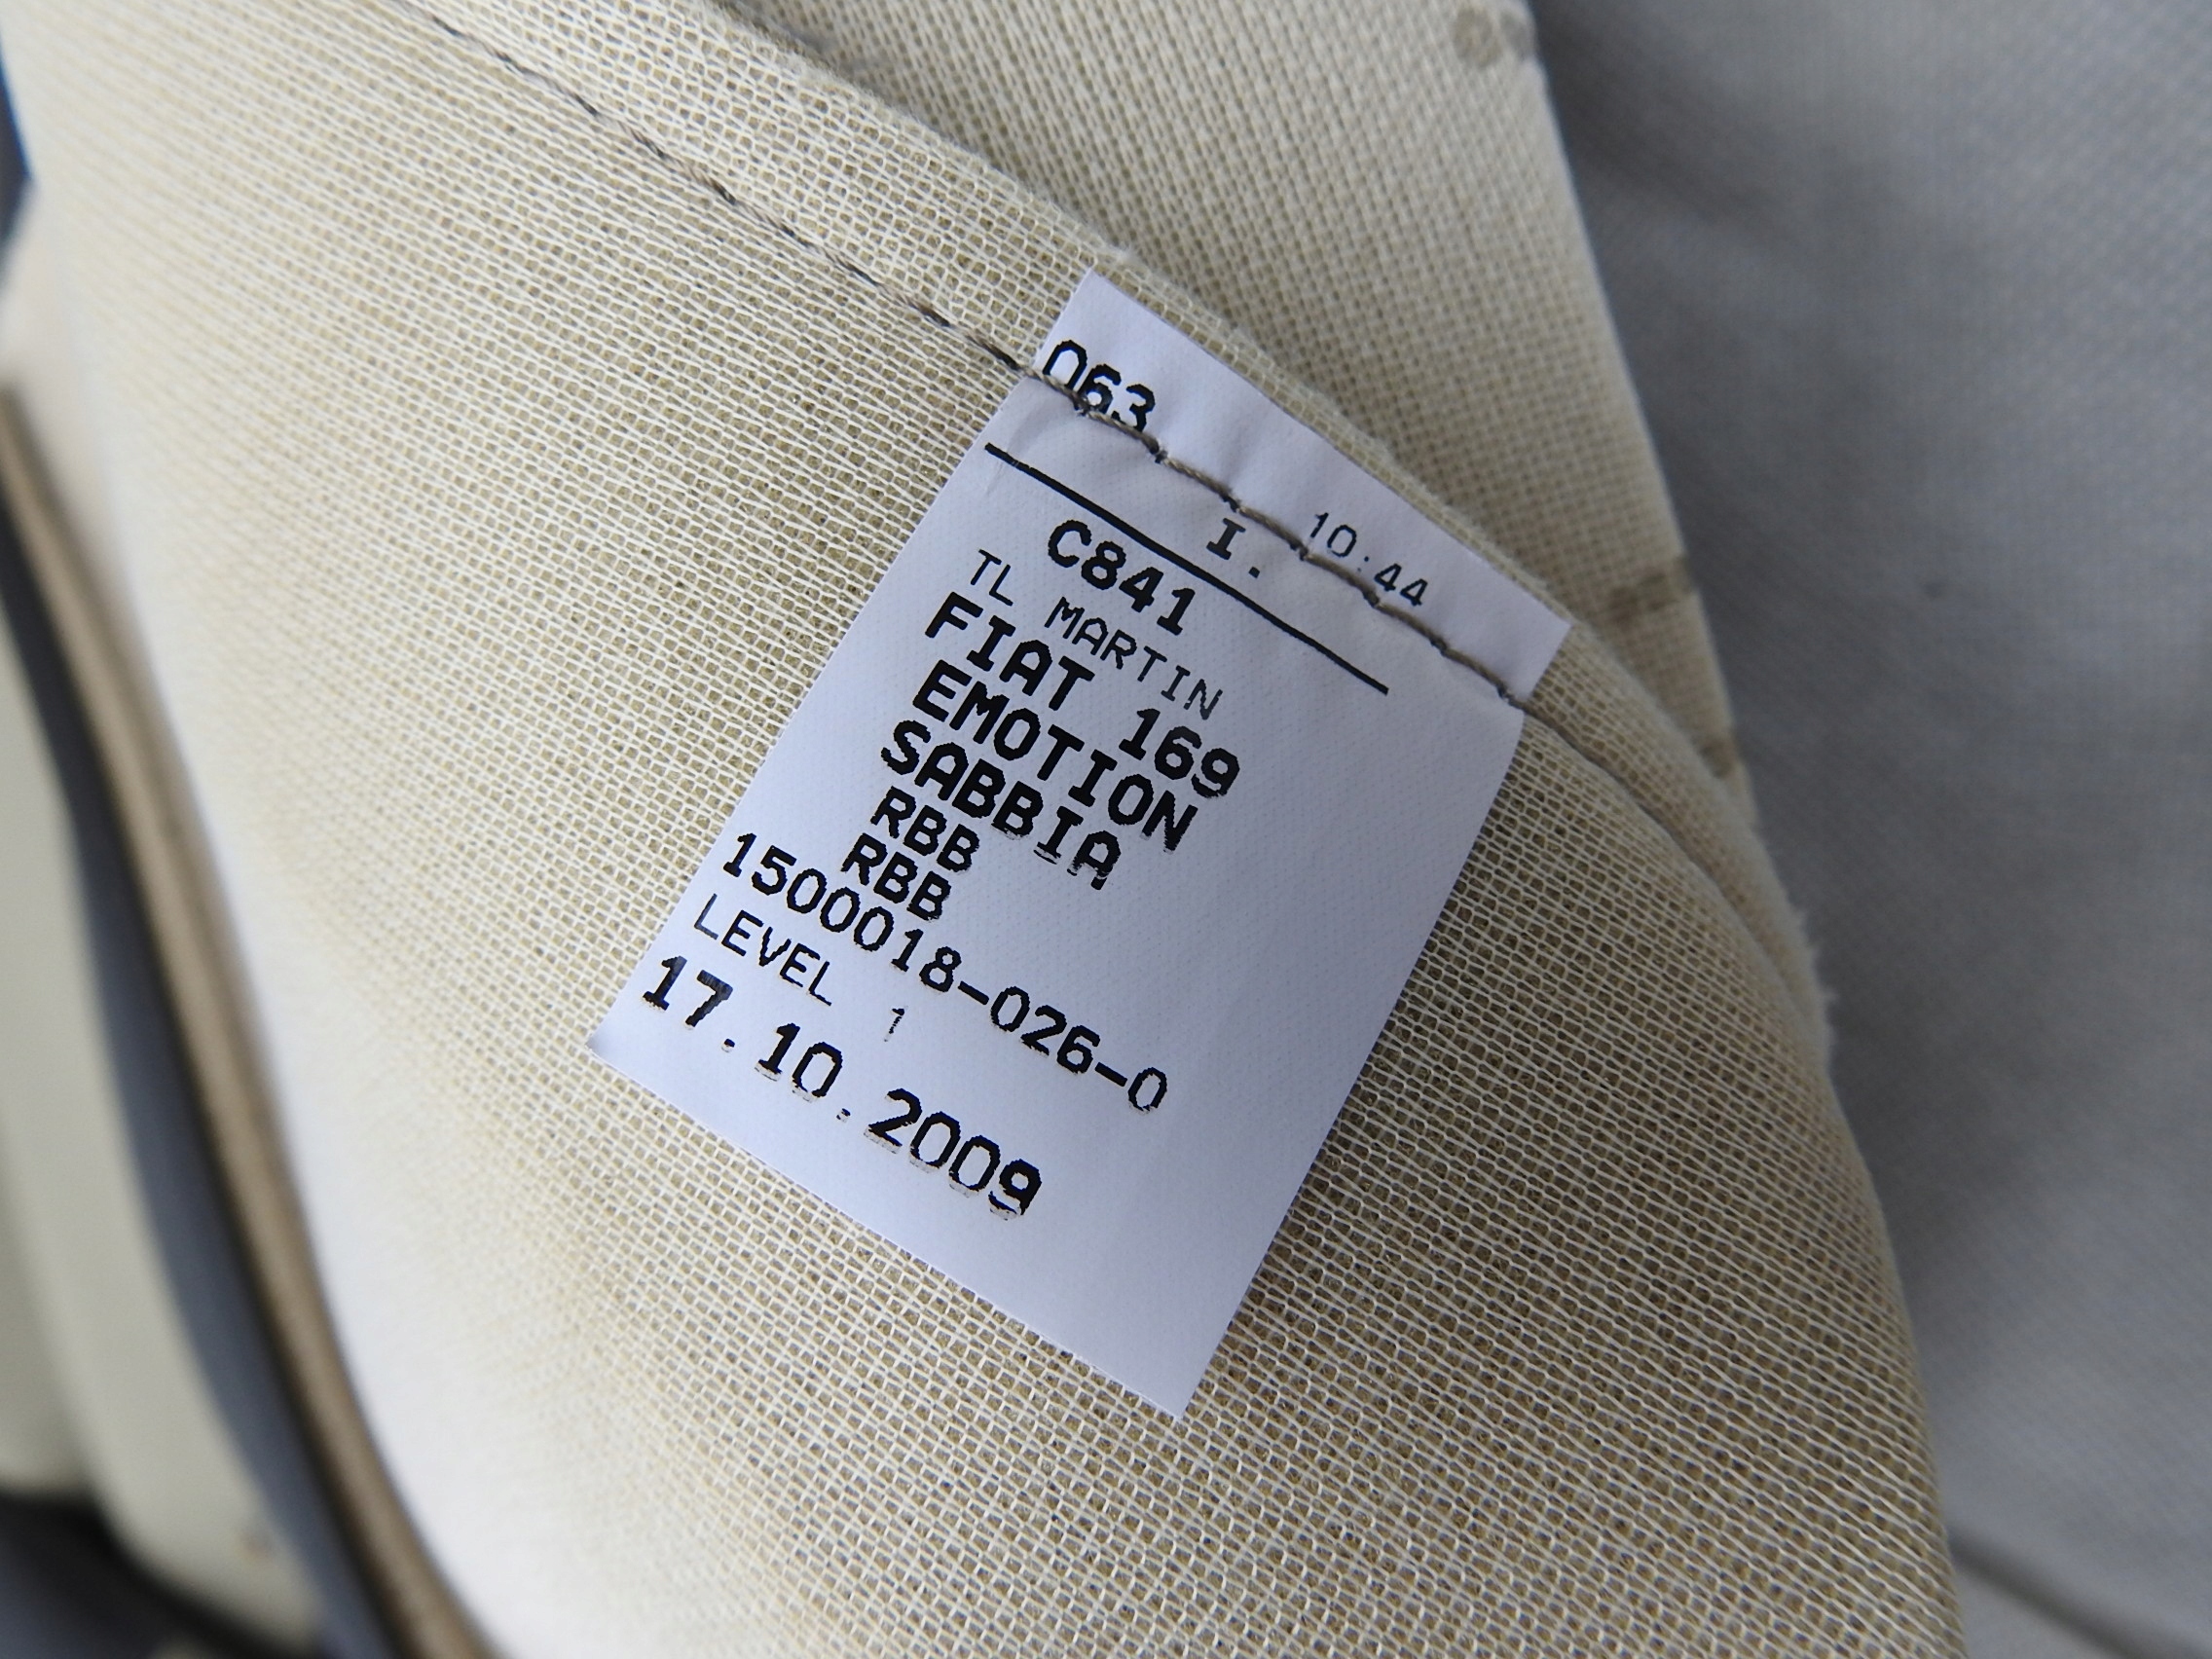 063
I. 10:44
C841
TL MARTIN
FIAT 169
EMOTION
SABBIA
RBB
RBB
1500018-026-0
LEVEL 1
17.10.2009